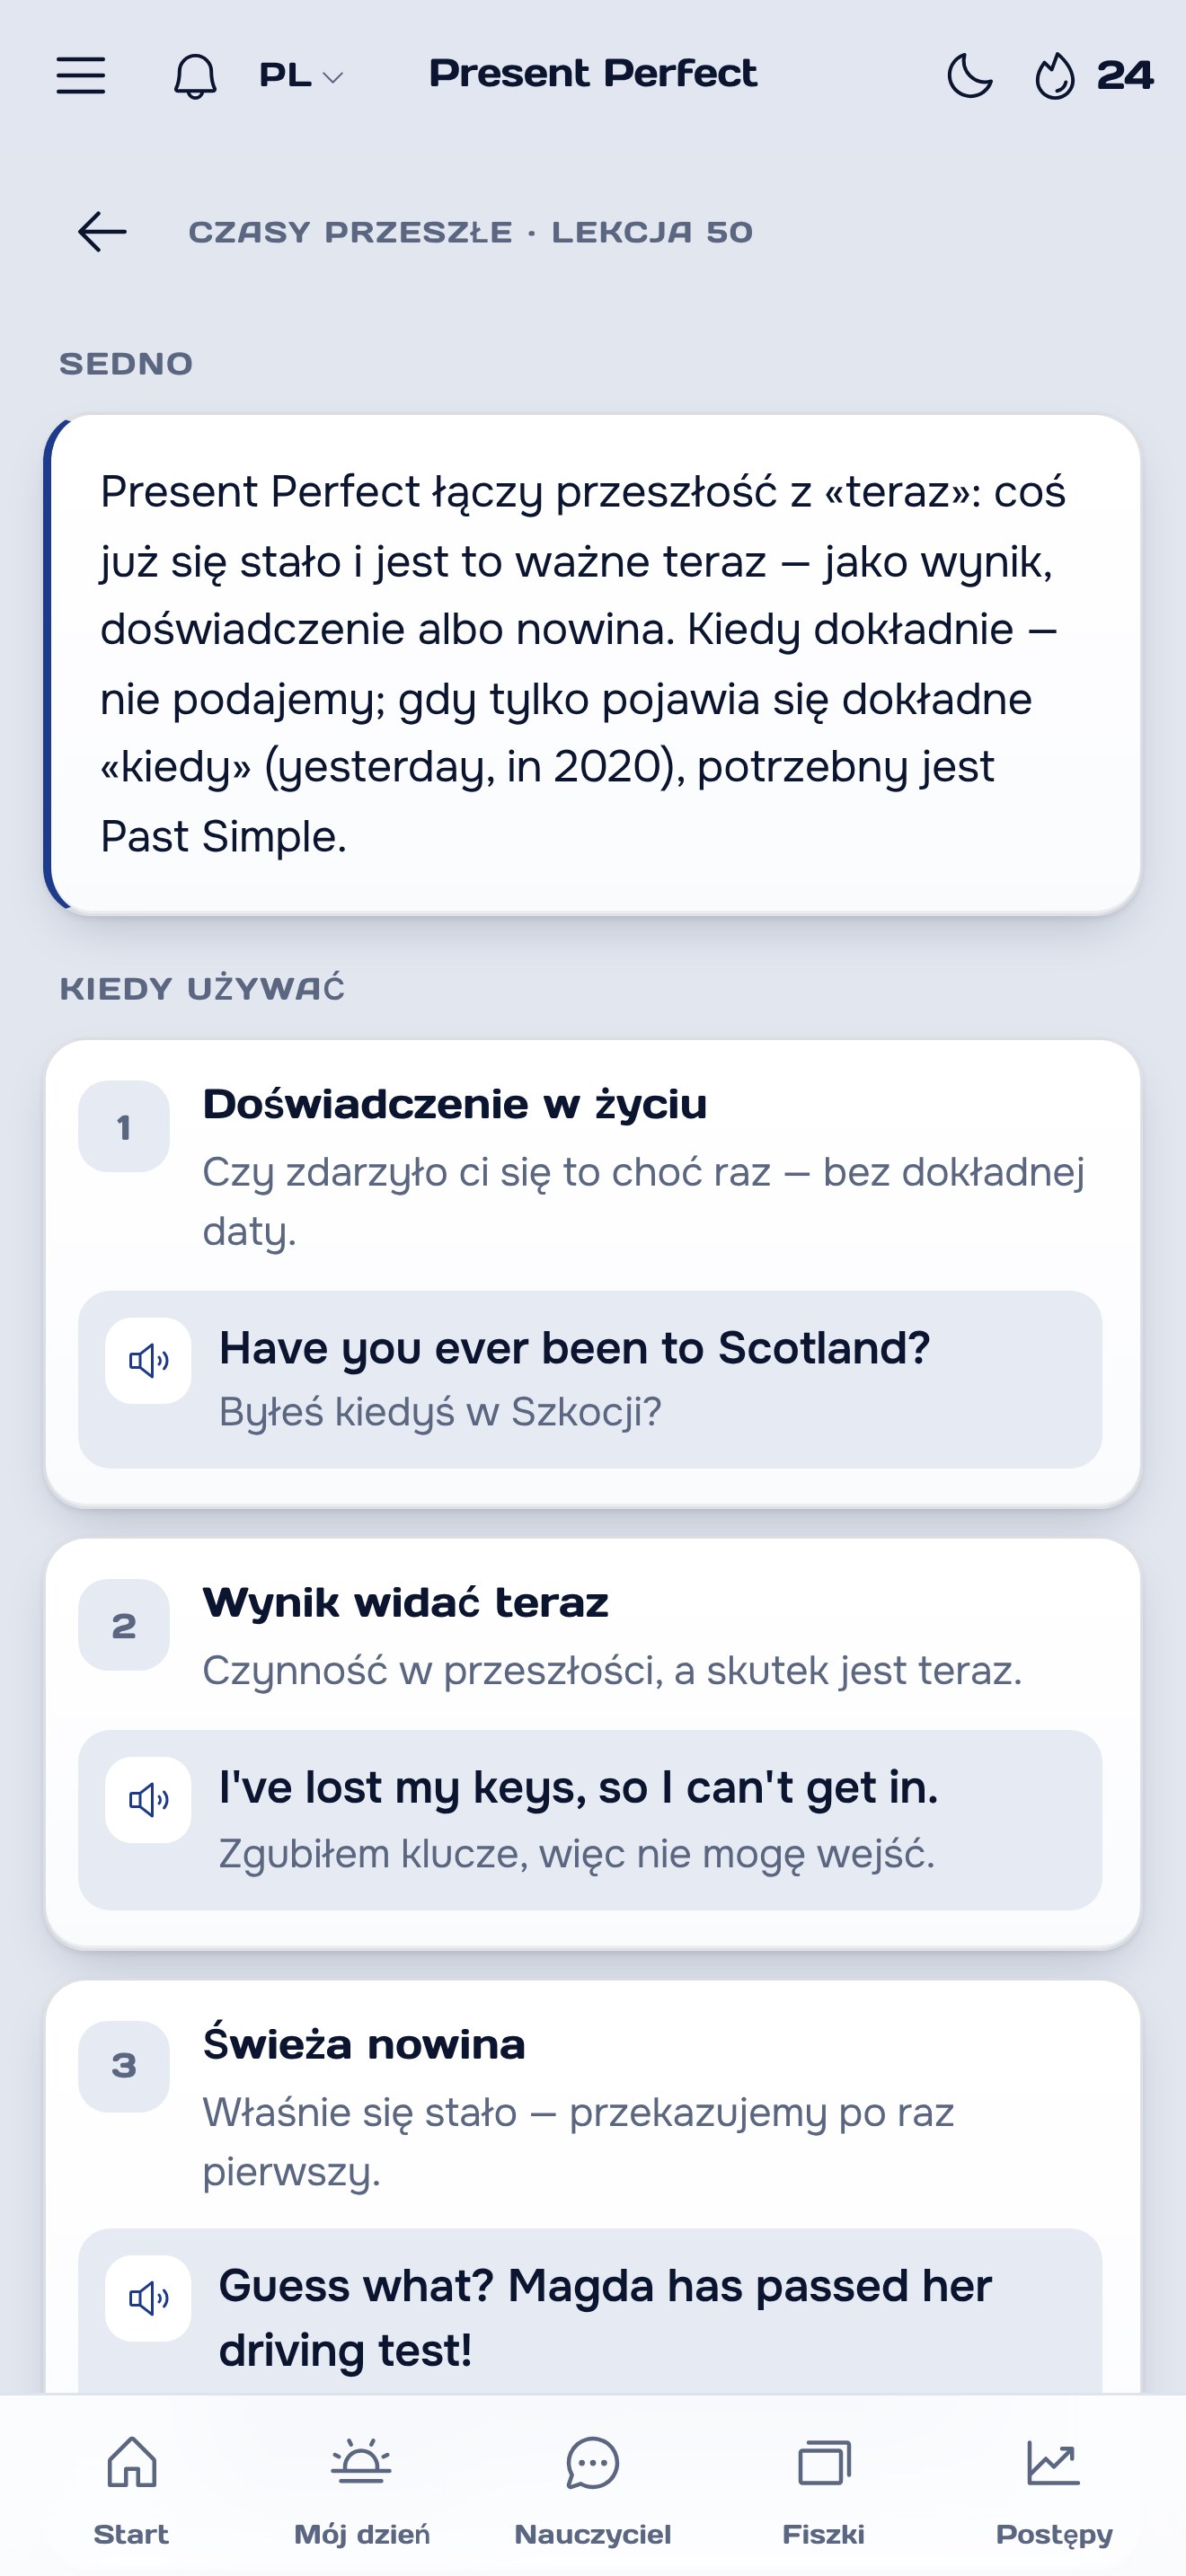 PL
Present Perfect
24
CZASY PRZESZŁE · LEKCJA 50
SEDNO
Present Perfect łączy przeszłość z «teraz»: coś
już się stało i jest to ważne teraz — jako wynik,
doświadczenie albo nowina. Kiedy dokładnie —
nie podajemy; gdy tylko pojawia się dokładne
«kiedy» (yesterday, in 2020), potrzebny jest
Past Simple.
KIEDY UŻYWAĆ
1
Doświadczenie w życiu
Czy zdarzyło ci się to choć raz — bez dokładnej
daty.
Have you ever been to Scotland?
Byłeś kiedyś w Szkocji?
2
Wynik widać teraz
Czynność w przeszłości, a skutek jest teraz.
I've lost my keys, so I can't get in.
Zgubiłem klucze, więc nie mogę wejść.
3
Świeża nowina
Właśnie się stało — przekazujemy po raz
pierwszy.
Guess what? Magda has passed her
driving test!
Start
Mój dzień
Nauczyciel
Fiszki
Postępy